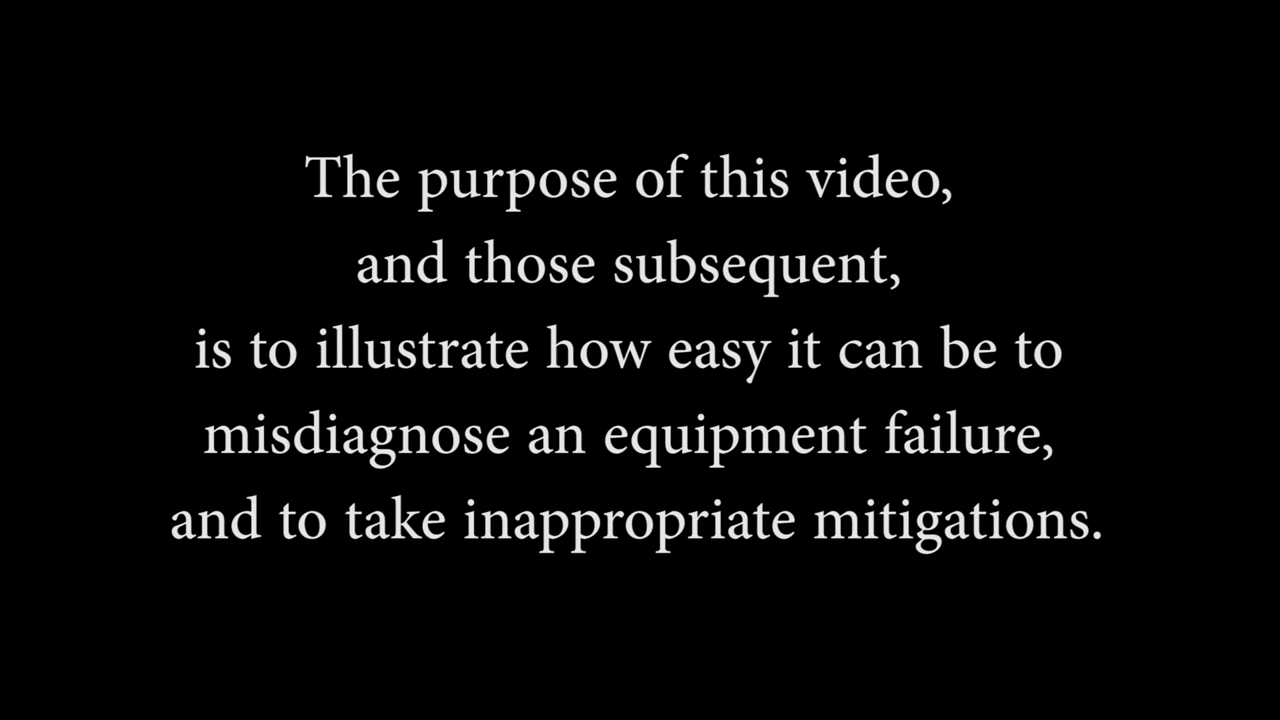 The purpose of this video,
and those subsequent,
is to illustrate how easy it can be to
misdiagnose an equipment failure,
and to take inappropriate mitigations.